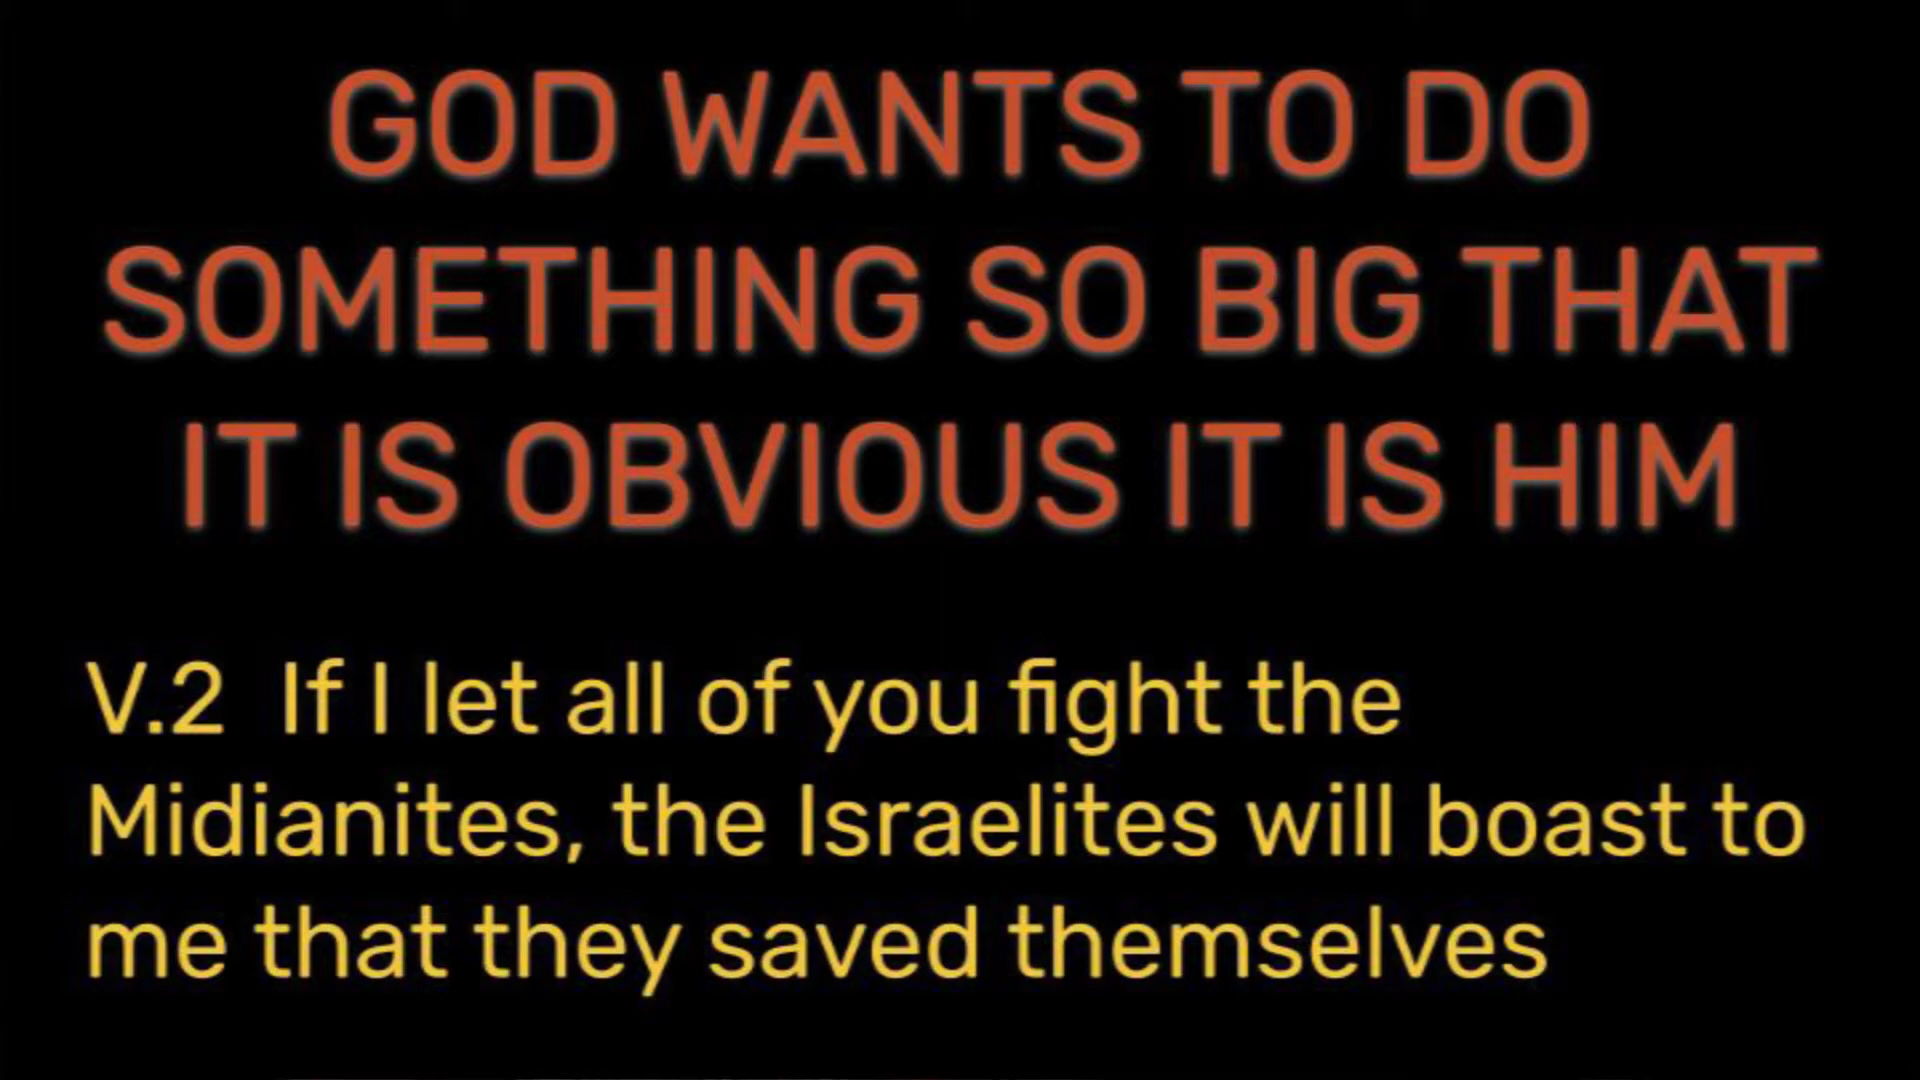 GOD WANTS TO DO
SOMETHING SO BIG THAT
IT IS OBVIOUS IT IS HIM
V.2 If I let all of you fight the
Midianites, the Israelites will boast to
me that they saved themselves